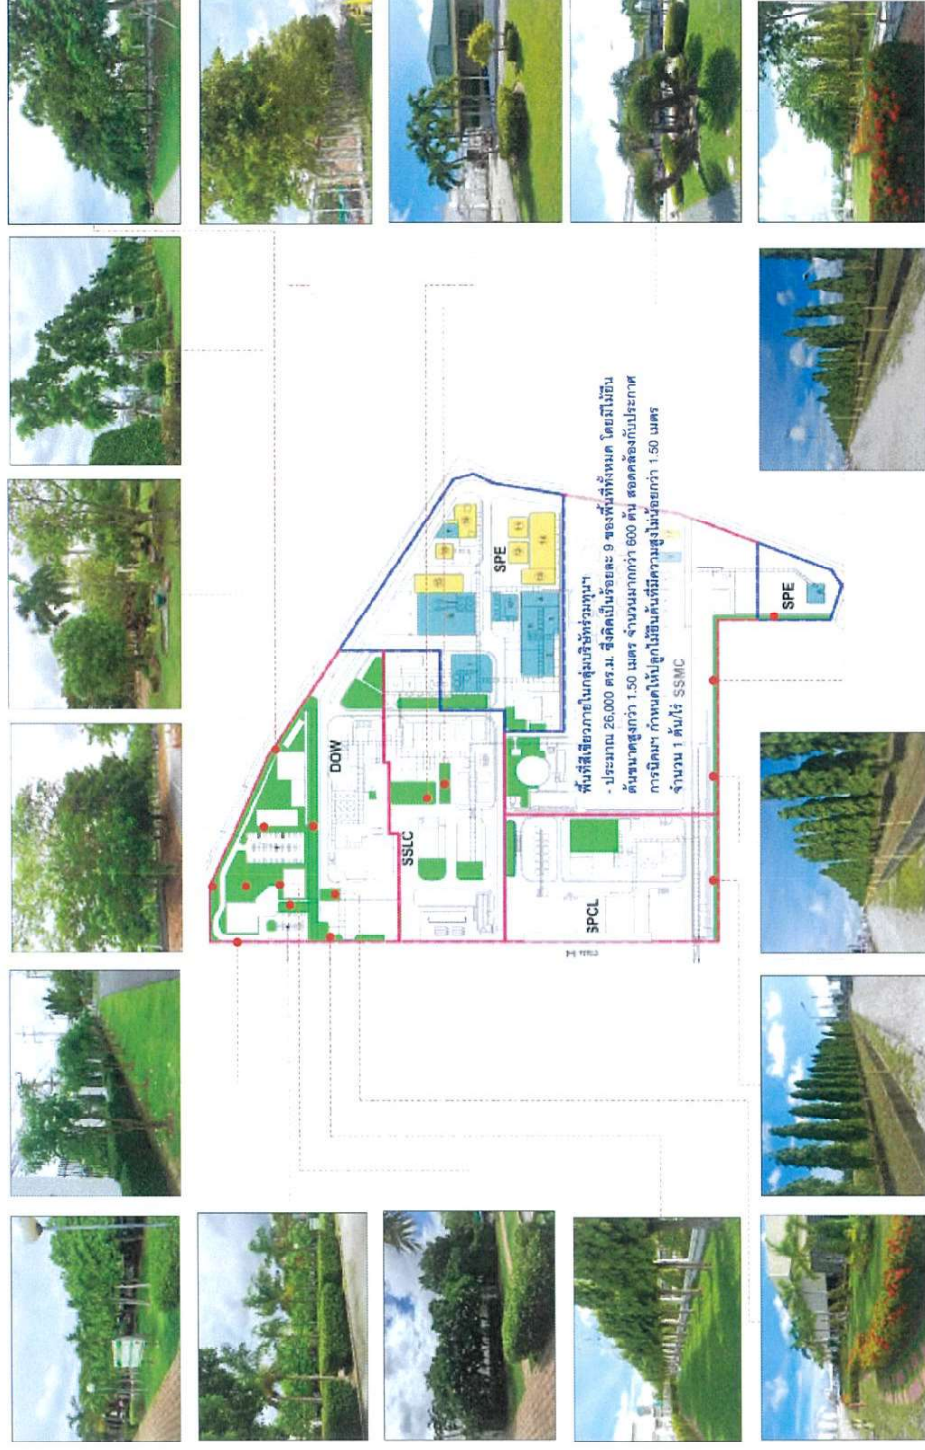 พื้นที่สีเขียวภายในกลุ่มบริษัทร่วมทุนฯ
- ประมาณ 26,000 ตร.ม. ซึ่งคิดเป็นร้อยละ 9 ของพื้นที่ทั้งหมด โดยมีไม้ยืน
ต้นขนาดสูงกว่า 1.50 เมตร จำนวนมากกว่า 600 ต้น สอดคล้องกับประกาศ
การนิคมฯ กำหนดให้ปลูกไม้ยืนต้นที่มีความสูงไม่น้อยกว่า 1.50 เมตร
จำนวน 1 ต้น/ไร่
DOW
SSLC
SPE
SPCL
SSMC
SPE